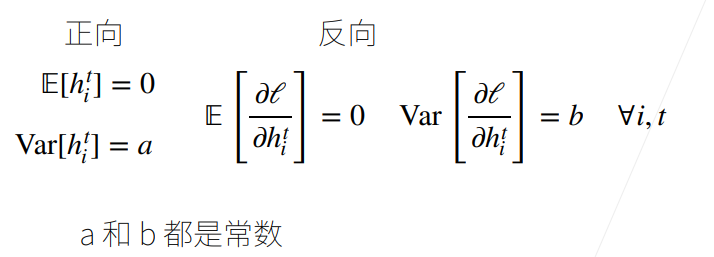 正向 反向
𝔼[h_i^t] = 0 𝔼[∂ℓ/∂h_i^t] = 0 Var[∂ℓ/∂h_i^t] = b ∀i, t
Var[h_i^t] = a
a 和 b 都是常数